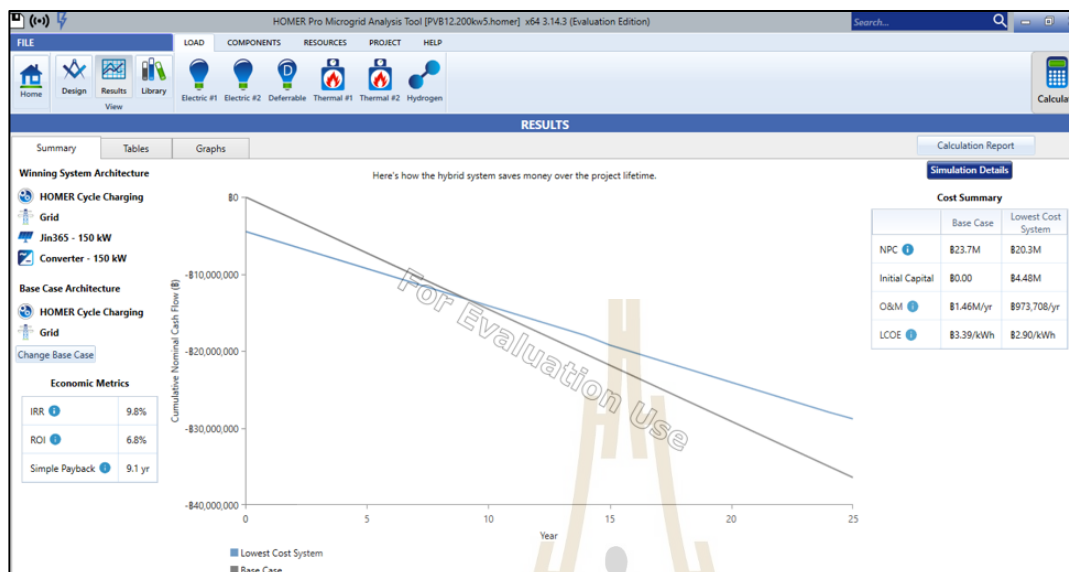 HOMER Pro Microgrid Analysis Tool [PVB12.200kw5.homer] x64 3.14.3 (Evaluation Edition)
Search...
FILE
LOAD COMPONENTS RESOURCES PROJECT HELP
Home
Design Results Library
View
Electric #1 Electric #2 Deferrable Thermal #1 Thermal #2 Hydrogen
Calculat
RESULTS
Summary Tables Graphs
Calculation Report
Simulation Details
Winning System Architecture
HOMER Cycle Charging
Grid
Jin365 - 150 kW
Converter - 150 kW
Base Case Architecture
HOMER Cycle Charging
Grid
Change Base Case
Economic Metrics
IRR 9.8%
ROI 6.8%
Simple Payback 9.1 yr
Here's how the hybrid system saves money over the project lifetime.
Cumulative Nominal Cash Flow (฿)
฿0
-฿10,000,000
-฿20,000,000
-฿30,000,000
-฿40,000,000
0 5 10 15 20 25
Year
For Evaluation Use
Lowest Cost System
Base Case
Cost Summary
Base Case Lowest Cost System
NPC ฿23.7M ฿20.3M
Initial Capital ฿0.00 ฿4.48M
O&M ฿1.46M/yr ฿973,708/yr
LCOE ฿3.39/kWh ฿2.90/kWh